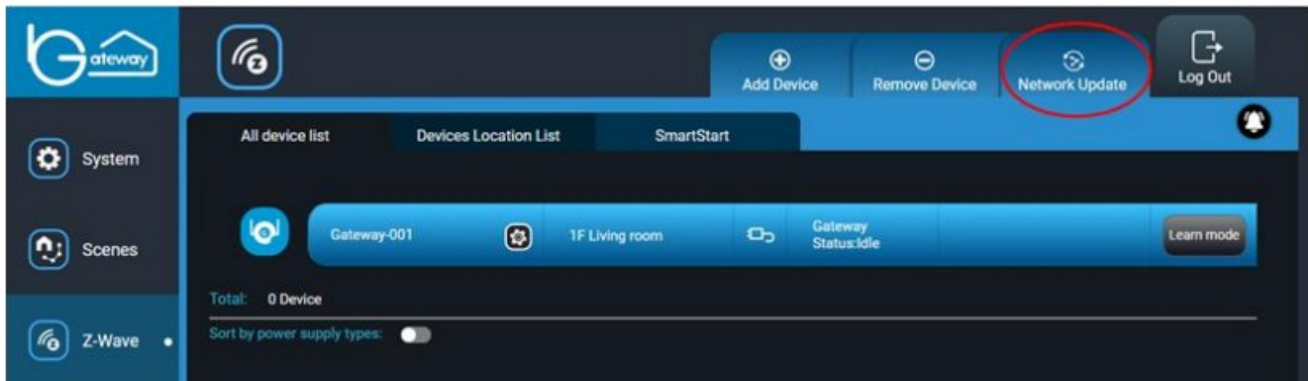 Gateway
Add Device
Remove Device
Network Update
Log Out
All device list
Devices Location List
SmartStart
System
Gateway-001
1F Living room
Gateway
Status:Idle
Learn mode
Scenes
Total: 0 Device
Sort by power supply types:
Z-Wave